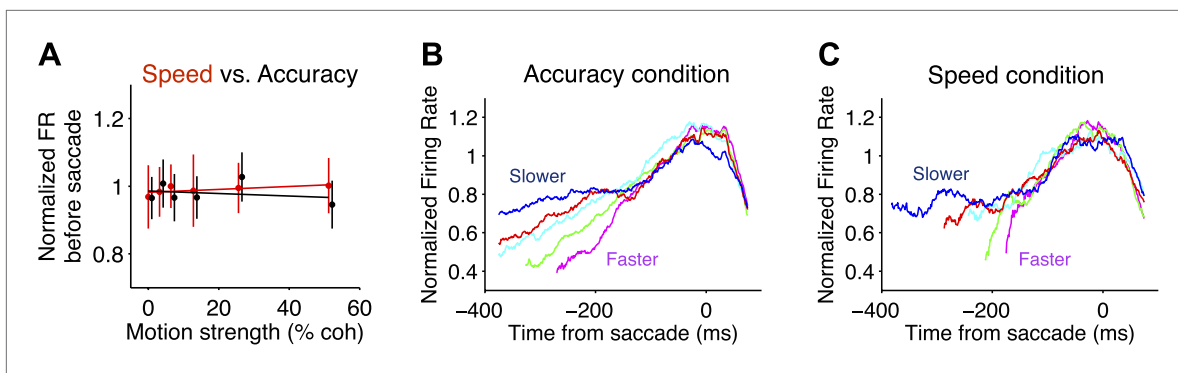 A
Speed vs. Accuracy
Normalized FR
before saccade
1.2
1
0.8
0 20 40 60
Motion strength (% coh)
B
Accuracy condition
Normalized Firing Rate
1.2
1
0.8
0.6
0.4
Slower
Faster
−400 −200 0
Time from saccade (ms)
C
Speed condition
Normalized Firing Rate
1.2
1
0.8
0.6
0.4
Slower
Faster
−400 −200 0
Time from saccade (ms)